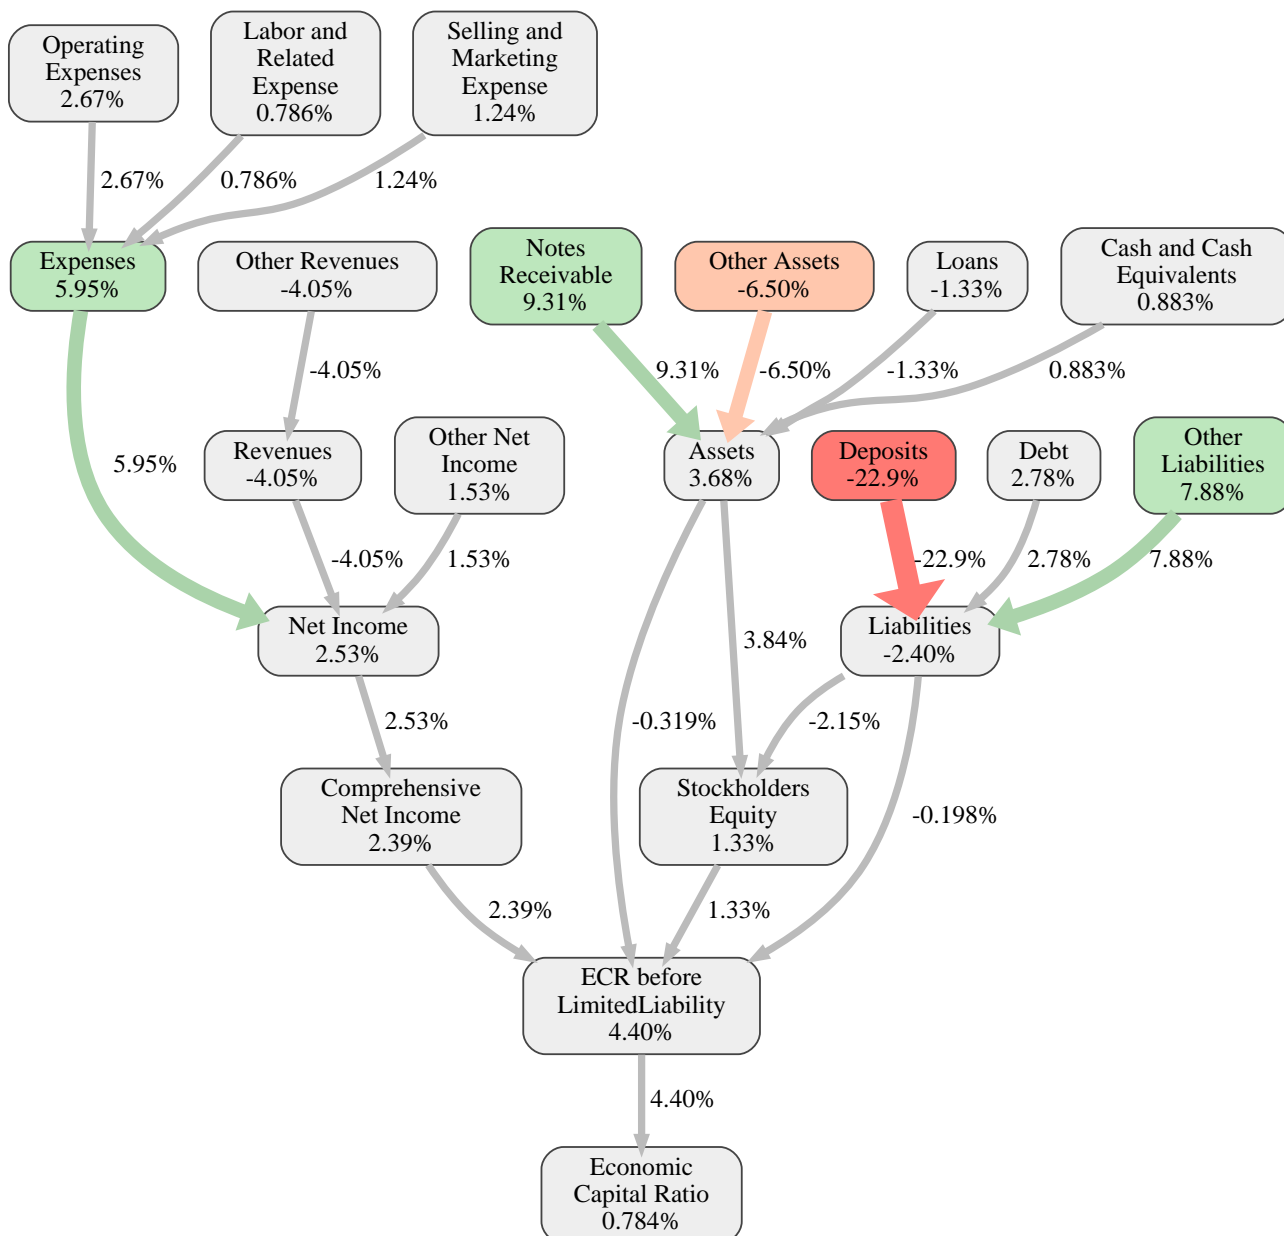 Operating
Expenses
2.67%
Labor and
Related
Expense
0.786%
Selling and
Marketing
Expense
1.24%
2.67%
0.786%
1.24%
Expenses
5.95%
Other Revenues
-4.05%
Notes
Receivable
9.31%
Other Assets
-6.50%
Loans
-1.33%
Cash and Cash
Equivalents
0.883%
-4.05%
9.31%
-6.50%
-1.33%
0.883%
5.95%
Revenues
-4.05%
Other Net
Income
1.53%
Assets
3.68%
Deposits
-22.9%
Debt
2.78%
Other
Liabilities
7.88%
-4.05%
1.53%
-22.9%
2.78%
7.88%
Net Income
2.53%
3.84%
Liabilities
-2.40%
2.53%
-0.319%
-2.15%
Comprehensive
Net Income
2.39%
Stockholders
Equity
1.33%
-0.198%
2.39%
1.33%
ECR before
LimitedLiability
4.40%
4.40%
Economic
Capital Ratio
0.784%